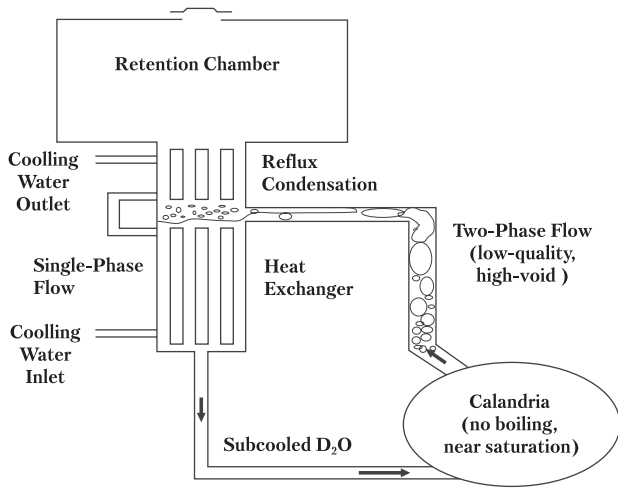 Retention Chamber
Coolling
Water
Outlet
Reflux
Condensation
Two-Phase Flow
(low-quality,
high-void )
Single-Phase
Flow
Heat
Exchanger
Coolling
Water
Inlet
Calandria
(no boiling,
near saturation)
Subcooled D₂O